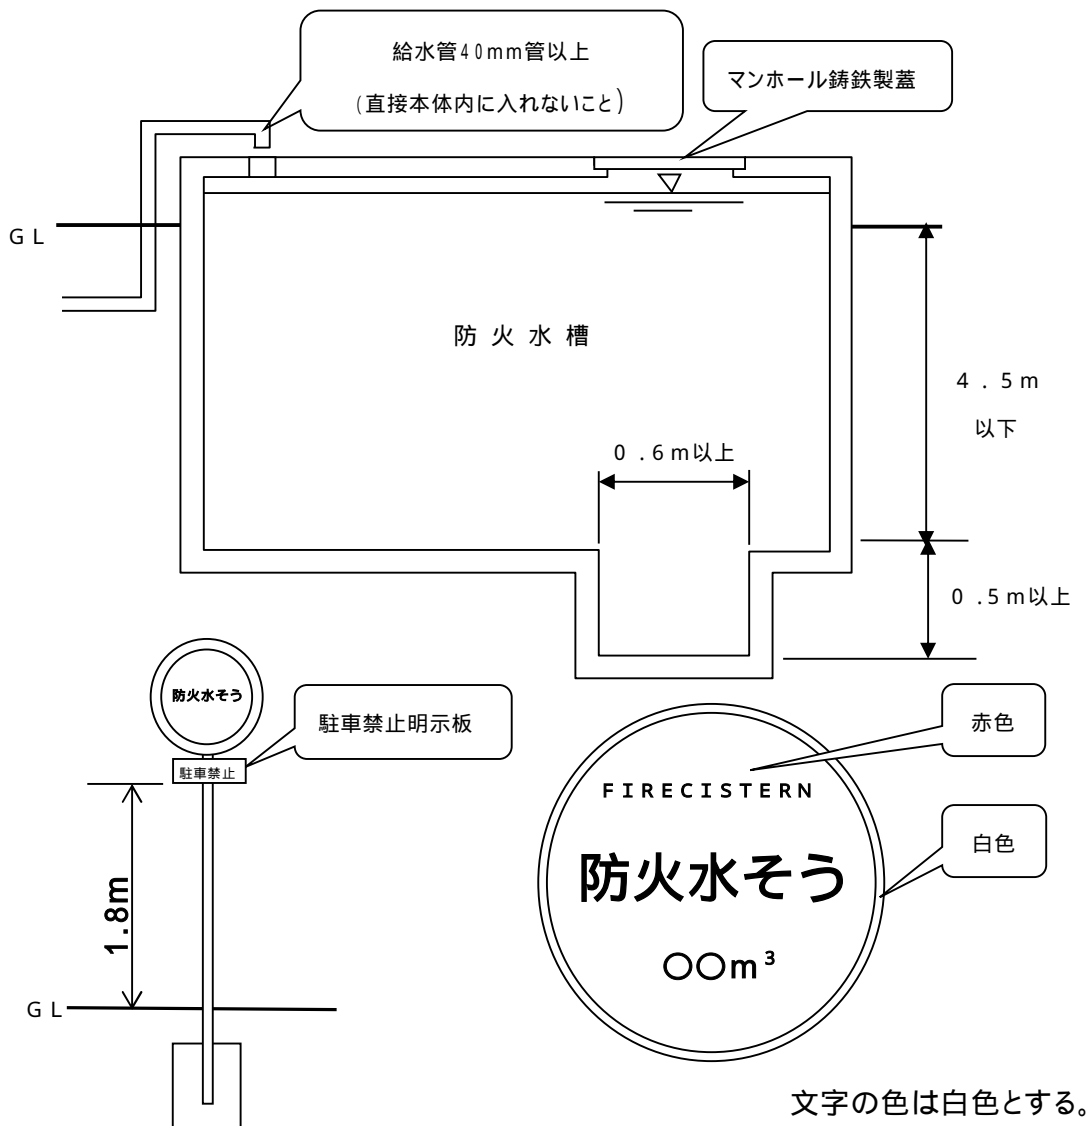 給水管40mm管以上
(直接本体内に入れないこと)
マンホール鋳鉄製蓋
GL
防火水槽
4.5m
以下
0.6m以上
0.5m以上
防火水そう
駐車禁止
駐車禁止明示板
1.8m
GL
赤色
白色
FIRECISTERN
防火水そう
○○m³
文字の色は白色とする。